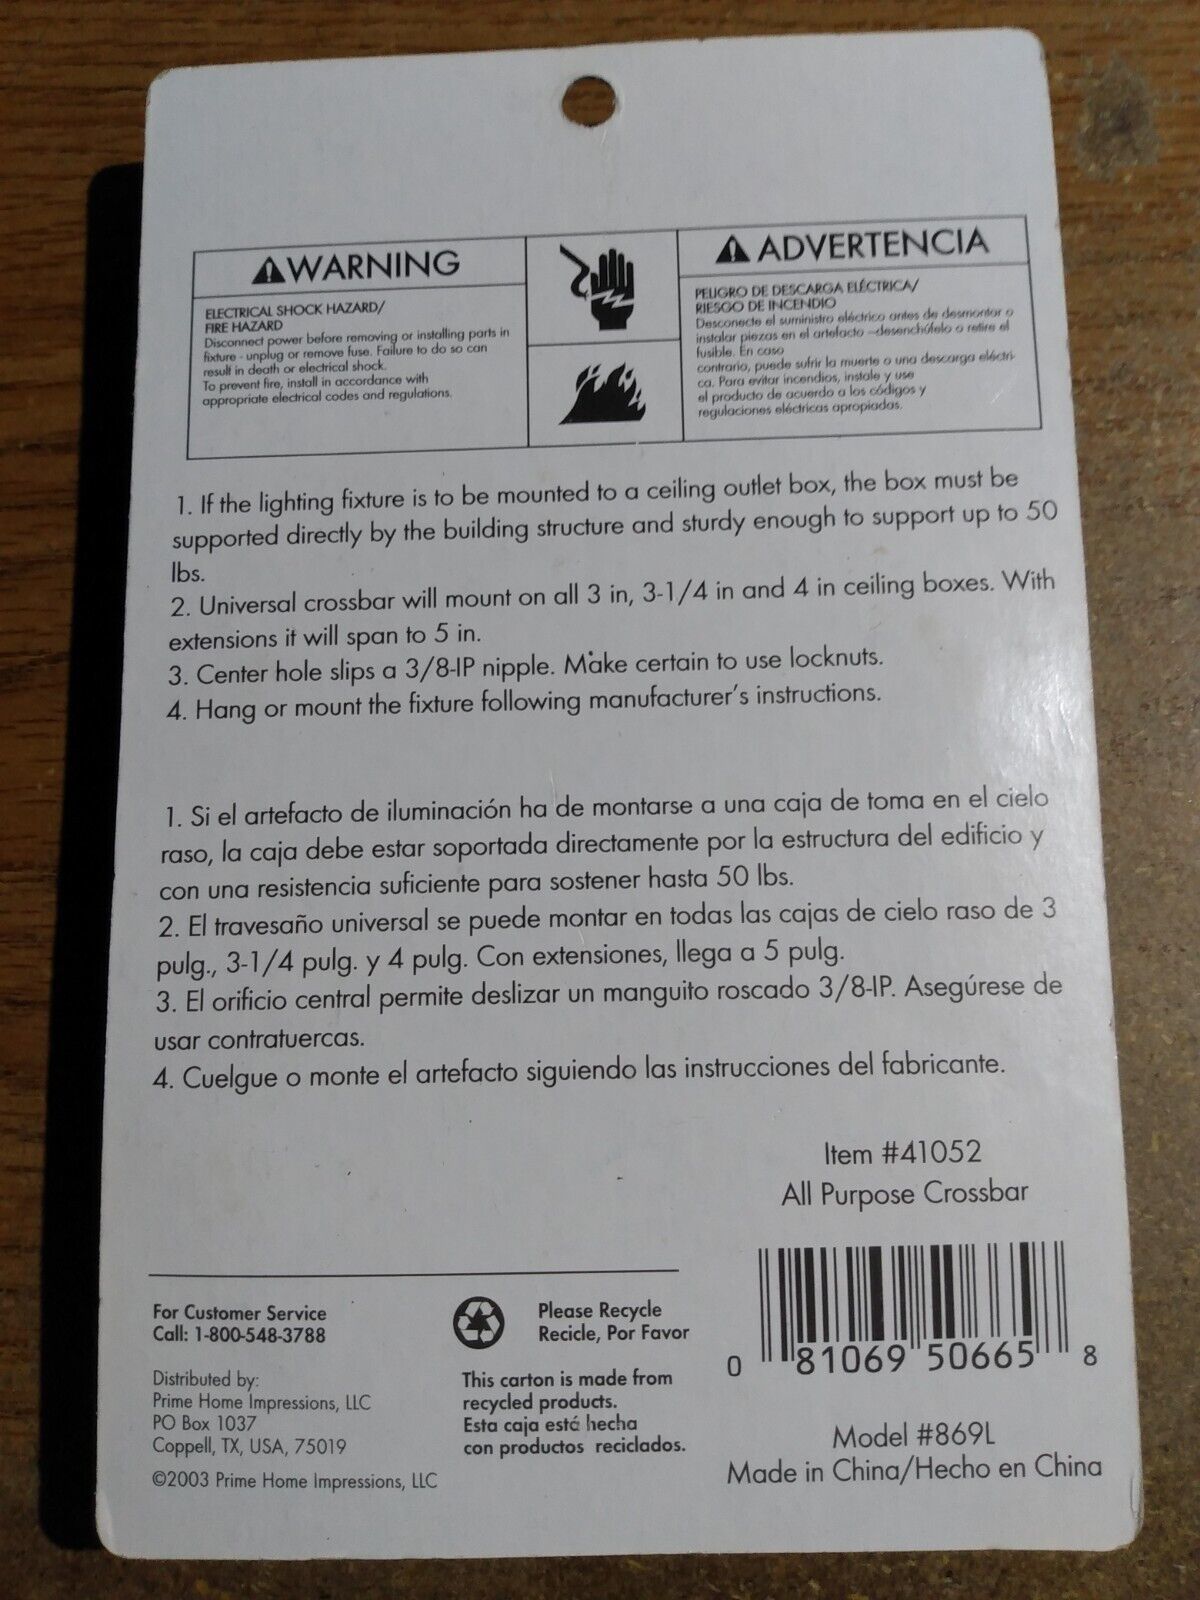 WARNING
ELECTRICAL SHOCK HAZARD/
FIRE HAZARD
Disconnect power before removing or installing parts in
fixture - unplug or remove fuse. Failure to do so can
result in death or electrical shock.
To prevent fire, install in accordance with
appropriate electrical codes and regulations.
ADVERTENCIA
PELIGRO DE DESCARGA ELÉCTRICA/
RIESGO DE INCENDIO
Desconecte el suministro eléctrico antes de desmontar o
instalar piezas en el artefacto –desenchúfelo o retire el
fusible. En caso
contrario, puede sufrir la muerte o una descarga eléctri-
ca. Para evitar incendios, instale y use
el producto de acuerdo a los códigos y
regulaciones eléctricas apropiadas.
1. If the lighting fixture is to be mounted to a ceiling outlet box, the box must be
supported directly by the building structure and sturdy enough to support up to 50
lbs.
2. Universal crossbar will mount on all 3 in, 3-1/4 in and 4 in ceiling boxes. With
extensions it will span to 5 in.
3. Center hole slips a 3/8-IP nipple. Make certain to use locknuts.
4. Hang or mount the fixture following manufacturer's instructions.
1. Si el artefacto de iluminación ha de montarse a una caja de toma en el cielo
raso, la caja debe estar soportada directamente por la estructura del edificio y
con una resistencia suficiente para sostener hasta 50 lbs.
2. El travesaño universal se puede montar en todas las cajas de cielo raso de 3
pulg., 3-1/4 pulg. y 4 pulg. Con extensiones, llega a 5 pulg.
3. El orificio central permite deslizar un manguito roscado 3/8-IP. Asegúrese de
usar contratuercas.
4. Cuelgue o monte el artefacto siguiendo las instrucciones del fabricante.
Item #41052
All Purpose Crossbar
For Customer Service
Call: 1-800-548-3788
Distributed by:
Prime Home Impressions, LLC
PO Box 1037
Coppell, TX, USA, 75019
©2003 Prime Home Impressions, LLC
Please Recycle
Recicle, Por Favor
This carton is made from
recycled products.
Esta caja esté hecha
con productos reciclados.
0 81069 50665 8
Model #869L
Made in China/Hecho en China